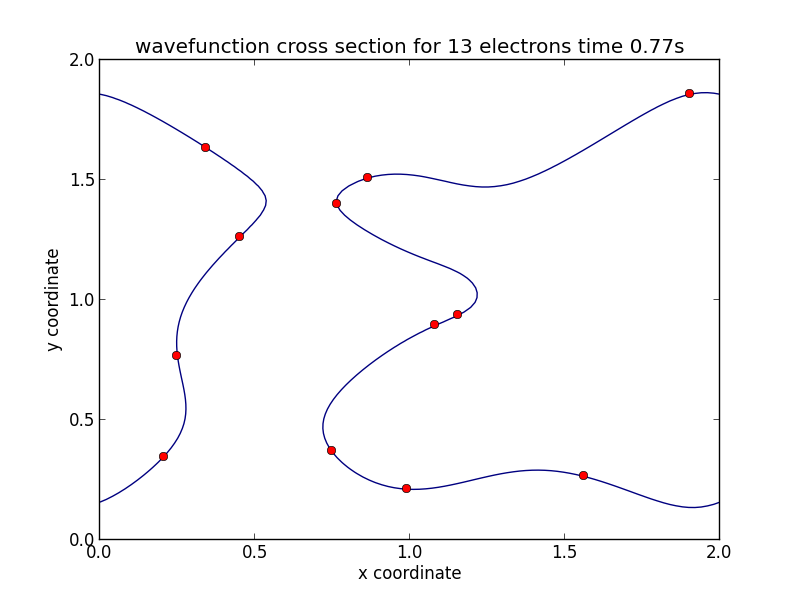 wavefunction cross section for 13 electrons time 0.77s
2.0
1.5
1.0
0.5
0.0
y coordinate
0.0 0.5 1.0 1.5 2.0
x coordinate